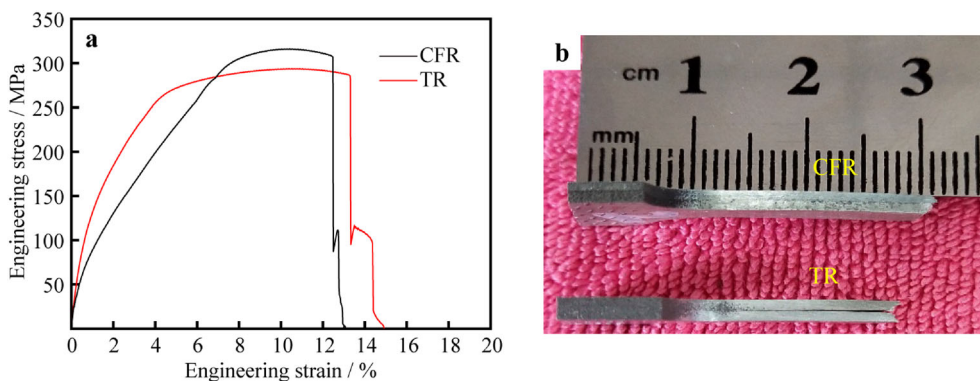 a
CFR
TR
350
300
250
200
150
100
50
0
Engineering stress / MPa
0 2 4 6 8 10 12 14 16 18 20
Engineering strain / %
b
cm 1 2 3
mm
CFR
TR